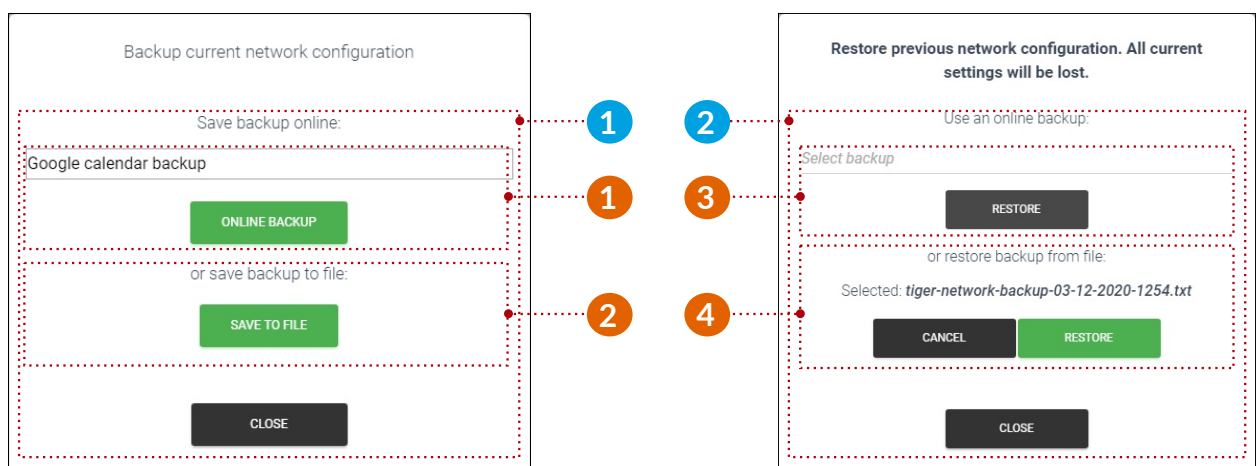 Backup current network configuration
Save backup online:
Google calendar backup
ONLINE BACKUP
or save backup to file:
SAVE TO FILE
CLOSE
1
1
2
2
3
4
Restore previous network configuration. All current
settings will be lost.
Use an online backup:
Select backup
RESTORE
or restore backup from file:
Selected: tiger-network-backup-03-12-2020-1254.txt
CANCEL RESTORE
CLOSE